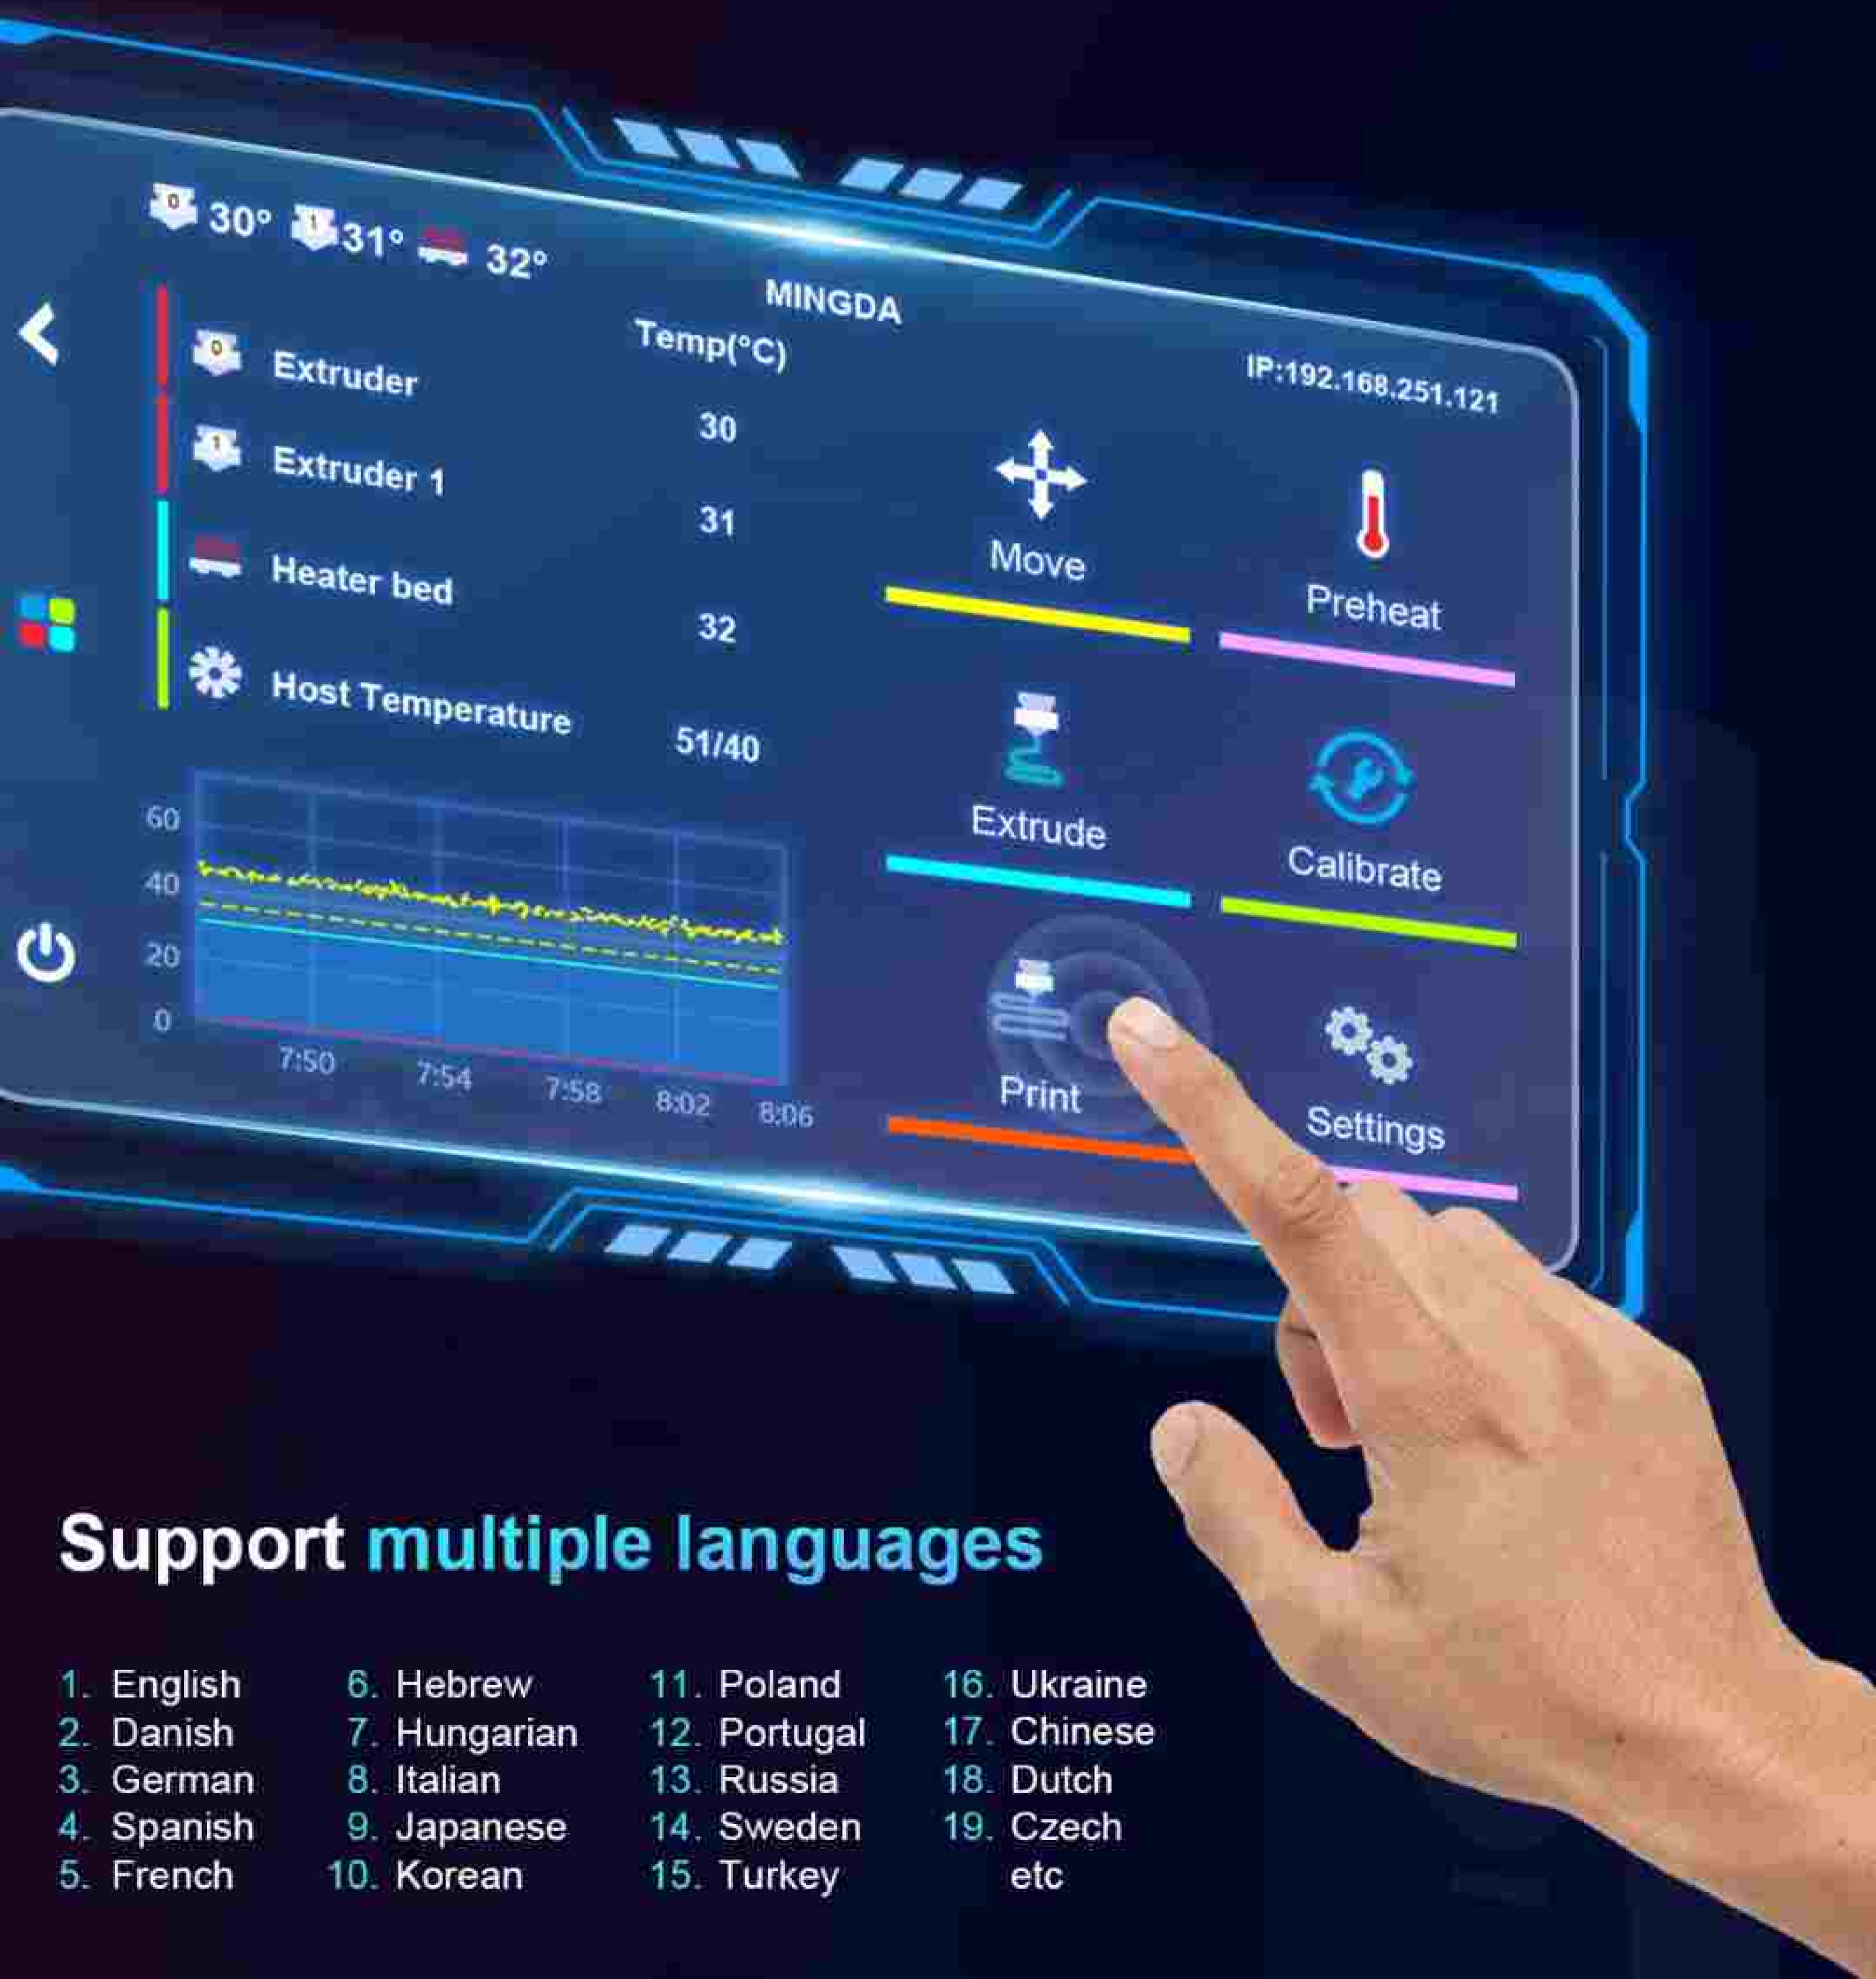 0 30° 1 31° 32°
MINGDA
IP:192.168.251.121
Temp(°C)
0 Extruder 30
1 Extruder 1 31
Heater bed 32
Host Temperature 51/40
60
40
20
0
7:50 7:54 7:58 8:02 8:06
Move
Preheat
Extrude
Calibrate
Print
Settings
Support multiple languages
1. English
2. Danish
3. German
4. Spanish
5. French
6. Hebrew
7. Hungarian
8. Italian
9. Japanese
10. Korean
11. Poland
12. Portugal
13. Russia
14. Sweden
15. Turkey
16. Ukraine
17. Chinese
18. Dutch
19. Czech
etc